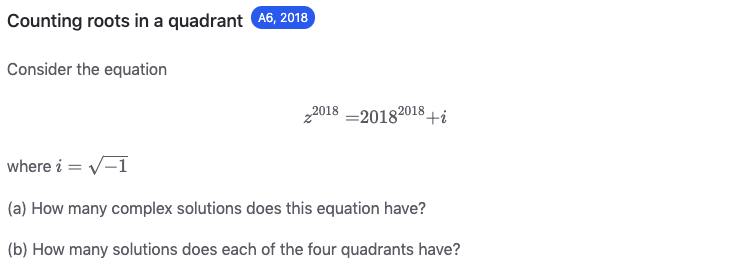 Counting roots in a quadrant A6, 2018
Consider the equation
z^2018 =2018^2018+i
where i = √−1
(a) How many complex solutions does this equation have?
(b) How many solutions does each of the four quadrants have?